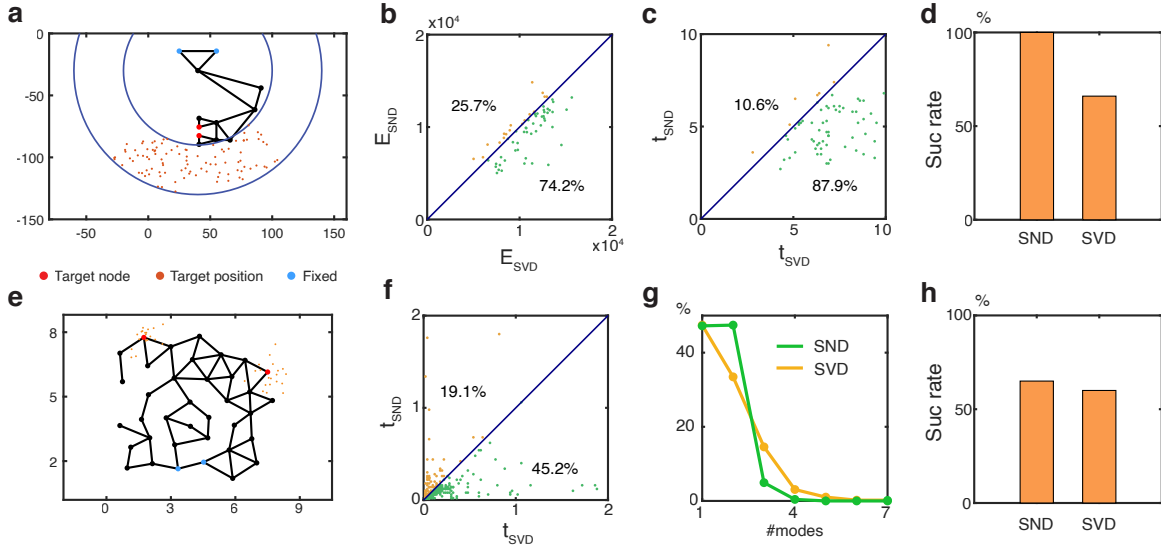 a
0
-50
-100
-150
0
50
100
150
b
×10⁴
2
1
0
E_SND
25.7%
74.2%
0
1
2
×10⁴
E_SVD
c
10
5
0
t_SND
10.6%
87.9%
0
5
10
t_SVD
d
%
100
50
0
Suc rate
SND
SVD
Target node
Target position
Fixed
e
8
5
2
0
3
6
9
f
2
1
0
t_SND
19.1%
45.2%
0
1
2
t_SVD
g
%
40
20
0
SND
SVD
1
4
7
#modes
h
%
100
50
0
Suc rate
SND
SVD